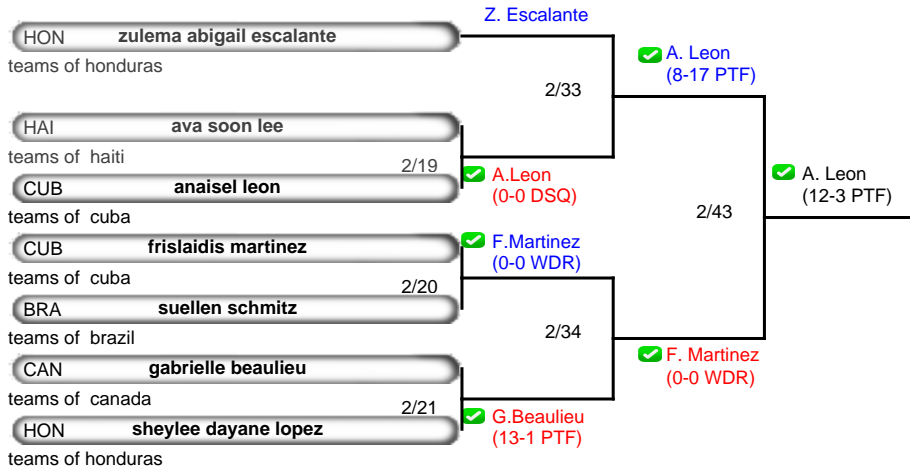 Z. Escalante
HON zulema abigail escalante
teams of honduras
A. Leon
(8-17 PTF)
2/33
HAI ava soon lee
teams of haiti
2/19
A.Leon
(0-0 DSQ)
CUB anaisel leon
teams of cuba
A. Leon
(12-3 PTF)
2/43
CUB frislaidis martinez
teams of cuba
F.Martinez
(0-0 WDR)
2/20
BRA suellen schmitz
teams of brazil
2/34
F. Martinez
(0-0 WDR)
CAN gabrielle beaulieu
teams of canada
2/21
G.Beaulieu
(13-1 PTF)
HON sheylee dayane lopez
teams of honduras